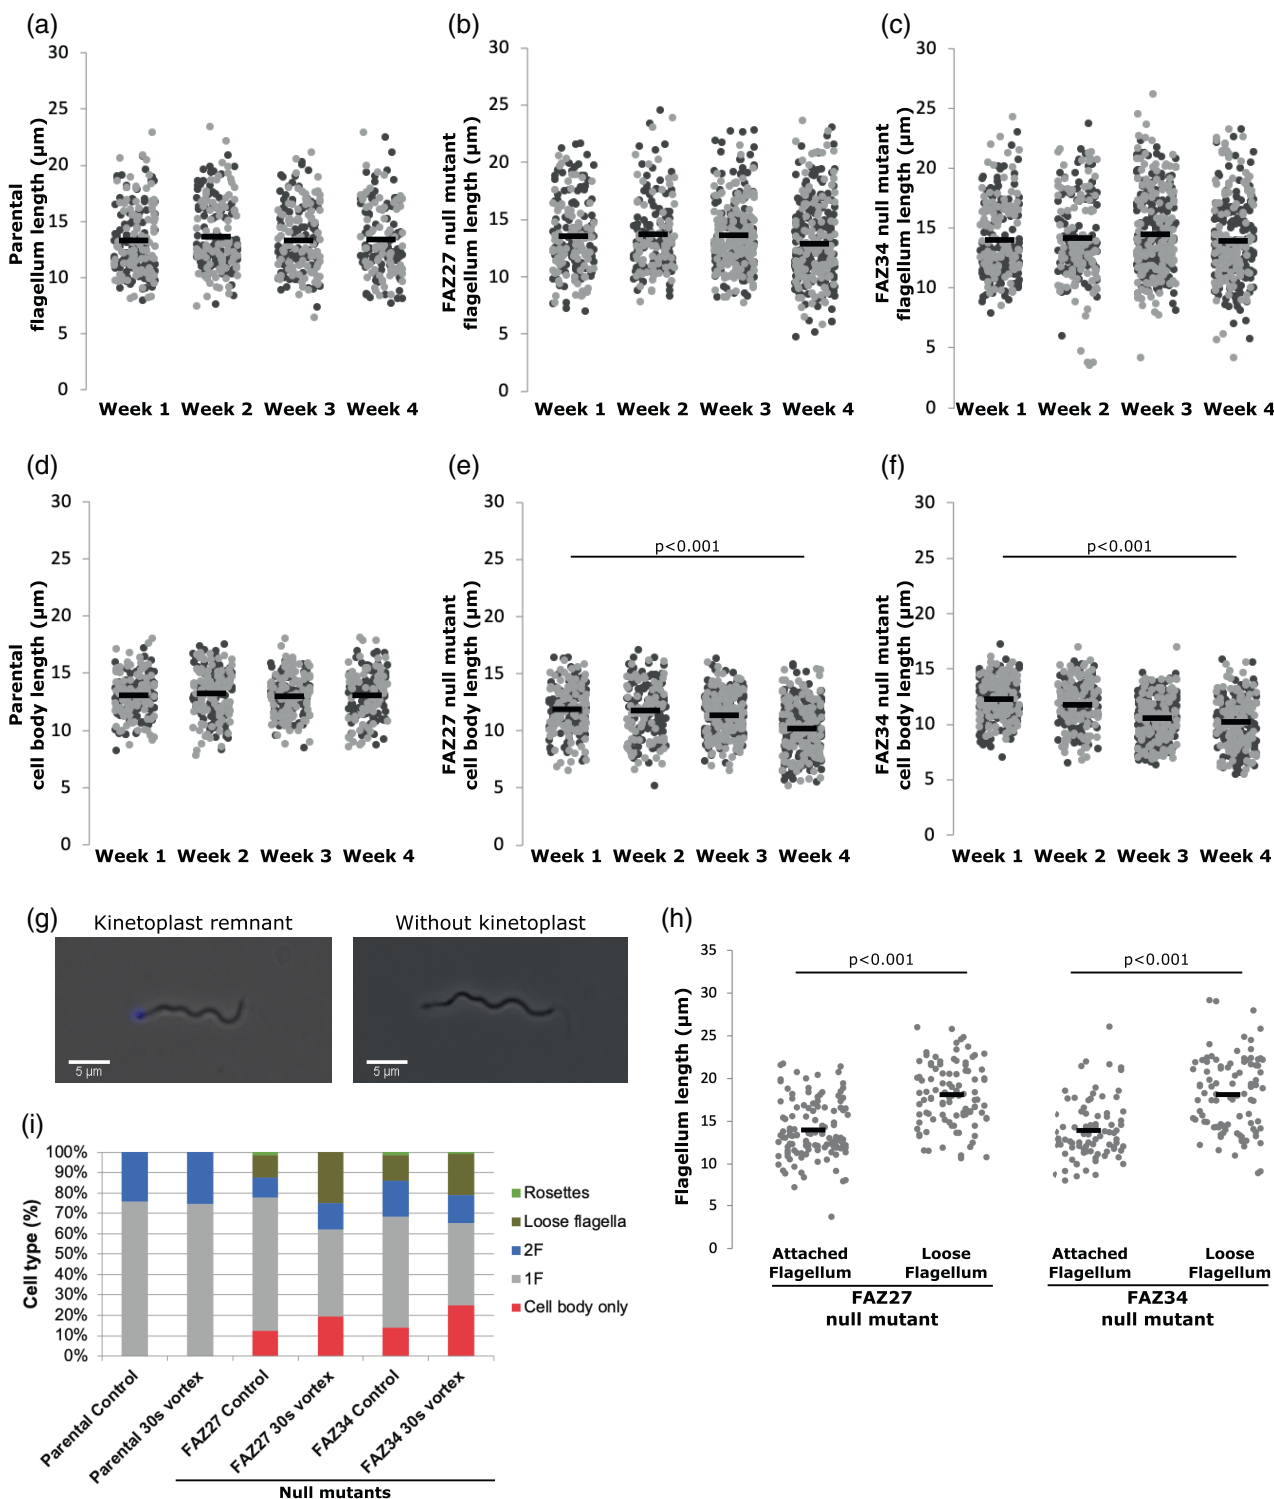 (a)
Parental
flagellum length (µm)
30
25
20
15
10
5
0
Week 1 Week 2 Week 3 Week 4
(b)
FAZ27 null mutant
flagellum length (µm)
30
25
20
15
10
5
0
Week 1 Week 2 Week 3 Week 4
(c)
FAZ34 null mutant
flagellum length (µm)
30
25
20
15
10
5
0
Week 1 Week 2 Week 3 Week 4
(d)
Parental
cell body length (µm)
30
25
20
15
10
5
0
Week 1 Week 2 Week 3 Week 4
(e)
FAZ27 null mutant
cell body length (µm)
30
25
20
15
10
5
0
p<0.001
Week 1 Week 2 Week 3 Week 4
(f)
FAZ34 null mutant
cell body length (µm)
30
25
20
15
10
5
0
p<0.001
Week 1 Week 2 Week 3 Week 4
(g)
Kinetoplast remnant
5 µm
Without kinetoplast
5 µm
(h)
Flagellum length (µm)
35
30
25
20
15
10
5
0
p<0.001
p<0.001
Attached
Flagellum
Loose
Flagellum
Attached
Flagellum
Loose
Flagellum
FAZ27
null mutant
FAZ34
null mutant
(i)
Cell type (%)
100%
90%
80%
70%
60%
50%
40%
30%
20%
10%
0%
Rosettes
Loose flagella
2F
1F
Cell body only
Parental Control
Parental 30s vortex
FAZ27 Control
FAZ27 30s vortex
FAZ34 Control
FAZ34 30s vortex
Null mutants